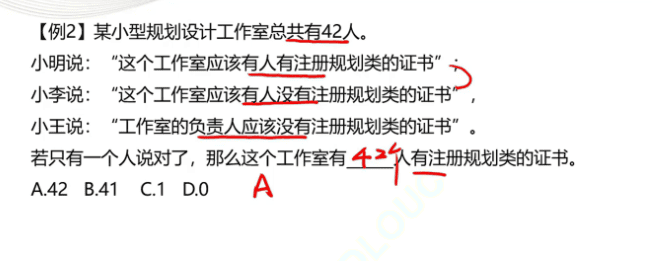 【例2】某小型规划设计工作室总共有42人。
小明说：“这个工作室应该有人有注册规划类的证书”；
小李说：“这个工作室应该有人没有注册规划类的证书”，
小王说：“工作室的负责人应该没有注册规划类的证书”。
若只有一个人说对了，那么这个工作室有 42个 人有注册规划类的证书。
A.42 B.41 C.1 D.0 A